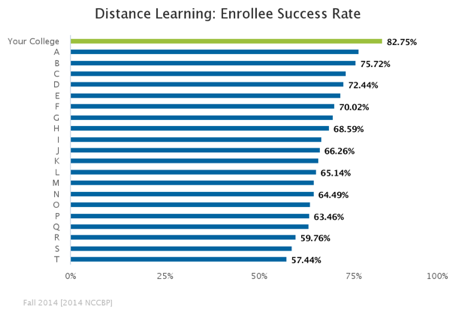 Distance Learning: Enrollee Success Rate
Your College 82.75%
A
B 75.72%
C
D 72.44%
E
F 70.02%
G
H 68.59%
I
J 66.26%
K
L 65.14%
M
N 64.49%
O
P 63.46%
Q
R 59.76%
S
T 57.44%
0% 25% 50% 75% 100%
Fall 2014 [2014 NCCBP]